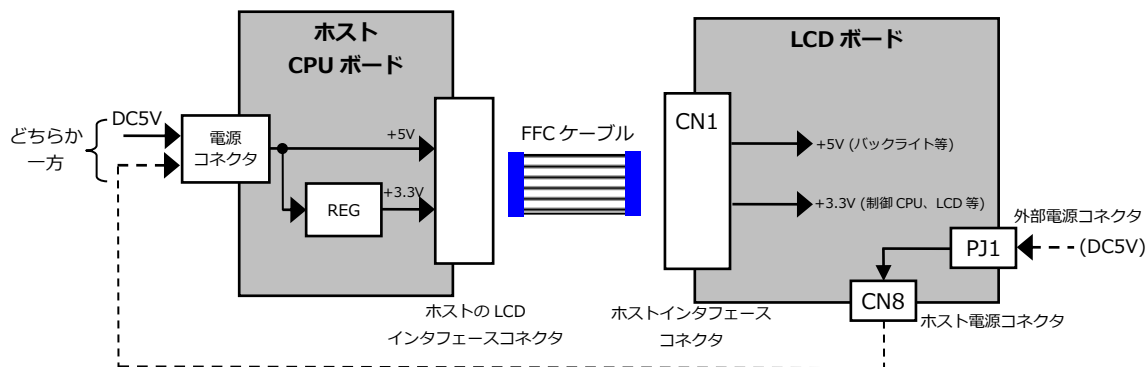 ホスト
CPU ボード
LCD ボード
どちらか
一方
DC5V
電源
コネクタ
+5V
REG
+3.3V
FFC ケーブル
CN1
+5V (バックライト等)
+3.3V (制御 CPU、LCD 等)
外部電源コネクタ
PJ1
(DC5V)
CN8
ホストの LCD
インタフェースコネクタ
ホストインタフェース
コネクタ
ホスト電源コネクタ